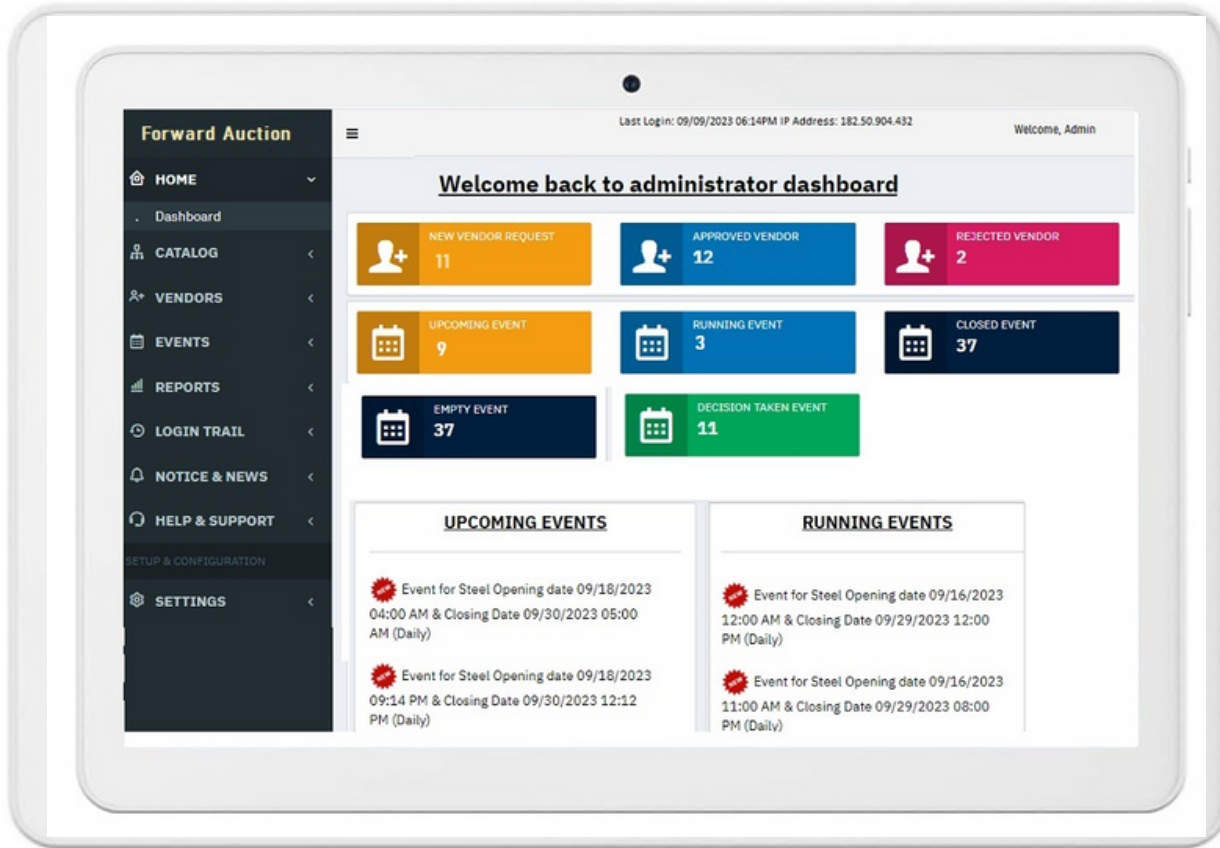 Forward Auction
Last Login: 09/09/2023 06:14PM IP Address: 182.50.904.432
Welcome, Admin
HOME
. Dashboard
CATALOG
VENDORS
EVENTS
REPORTS
LOGIN TRAIL
NOTICE & NEWS
HELP & SUPPORT
SETUP & CONFIGURATION
SETTINGS
Welcome back to administrator dashboard
NEW VENDOR REQUEST
11
APPROVED VENDOR
12
REJECTED VENDOR
2
UPCOMING EVENT
9
RUNNING EVENT
3
CLOSED EVENT
37
EMPTY EVENT
37
DECISION TAKEN EVENT
11
UPCOMING EVENTS
NEW Event for Steel Opening date 09/18/2023
04:00 AM & Closing Date 09/30/2023 05:00
AM (Daily)
NEW Event for Steel Opening date 09/18/2023
09:14 PM & Closing Date 09/30/2023 12:12
PM (Daily)
RUNNING EVENTS
NEW Event for Steel Opening date 09/16/2023
12:00 AM & Closing Date 09/29/2023 12:00
PM (Daily)
NEW Event for Steel Opening date 09/16/2023
11:00 AM & Closing Date 09/29/2023 08:00
PM (Daily)